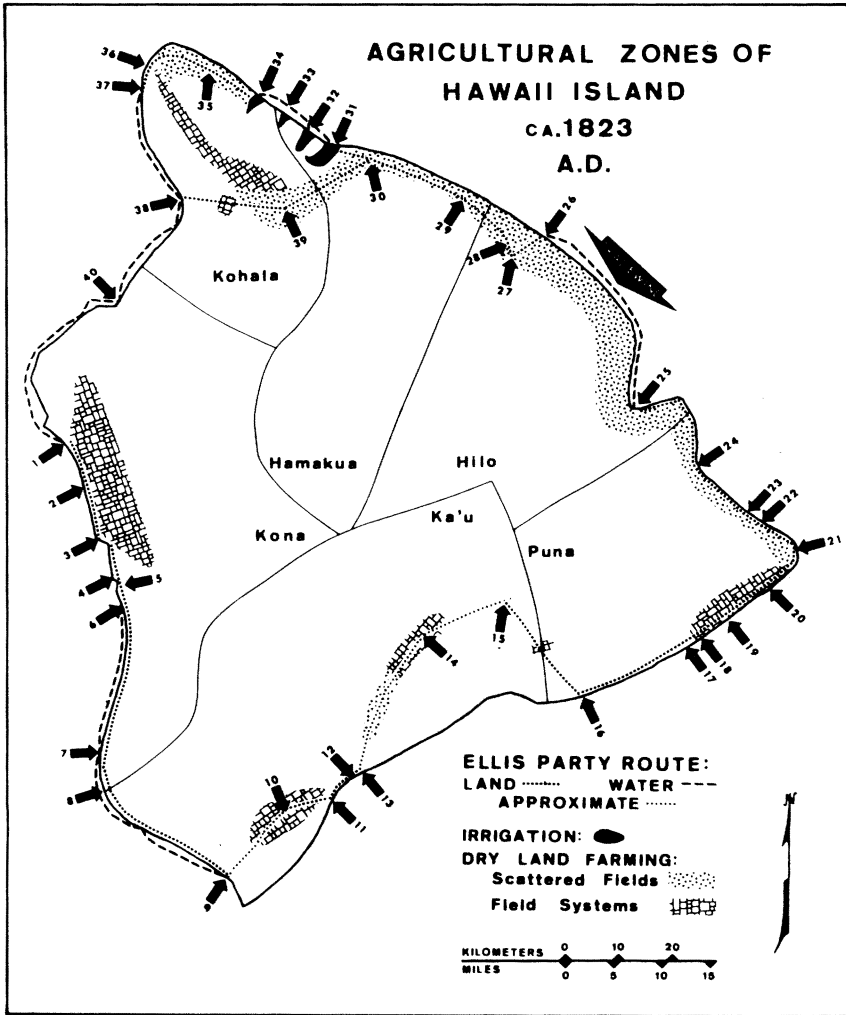 AGRICULTURAL ZONES OF
HAWAII ISLAND
CA.1823
A.D.
36
37
35
34
33
32
31
38
39
30
29
28
27
26
40
Kohala
25
1
2
3
4
5
6
Hamakua
Hilo
Kona
Ka'u
Puna
24
23
22
21
20
19
18
17
16
15
14
7
8
9
10
11
12
13
ELLIS PARTY ROUTE:
LAND WATER
APPROXIMATE
IRRIGATION:
DRY LAND FARMING:
Scattered Fields
Field Systems
N
KILOMETERS 0 10 20
MILES 0 5 10 15